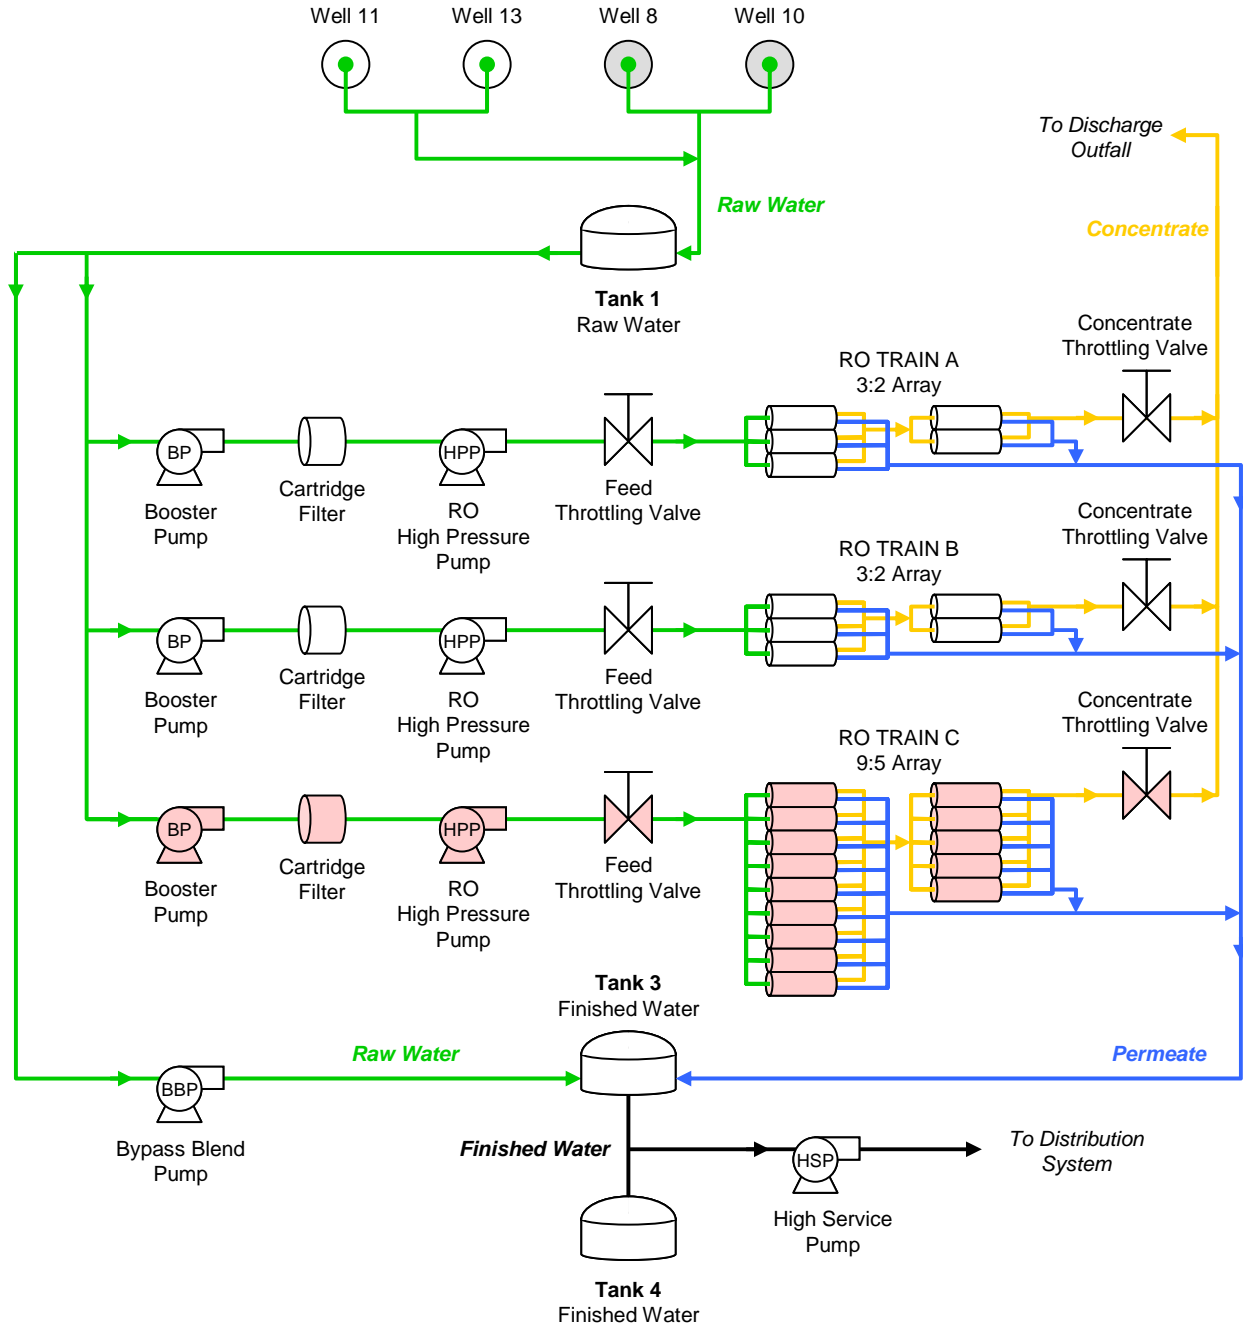 Well 11
Well 13
Well 8
Well 10
To Discharge
Outfall
Raw Water
Concentrate
Tank 1
Raw Water
Concentrate
Throttling Valve
RO TRAIN A
3:2 Array
BP
HPP
Booster
Pump
Cartridge
Filter
RO
High Pressure
Pump
Feed
Throttling Valve
Concentrate
Throttling Valve
RO TRAIN B
3:2 Array
BP
HPP
Booster
Pump
Cartridge
Filter
RO
High Pressure
Pump
Feed
Throttling Valve
Concentrate
Throttling Valve
RO TRAIN C
9:5 Array
BP
HPP
Booster
Pump
Cartridge
Filter
RO
High Pressure
Pump
Feed
Throttling Valve
Tank 3
Finished Water
Raw Water
Permeate
BBP
Bypass Blend
Pump
Finished Water
HSP
To Distribution
System
High Service
Pump
Tank 4
Finished Water